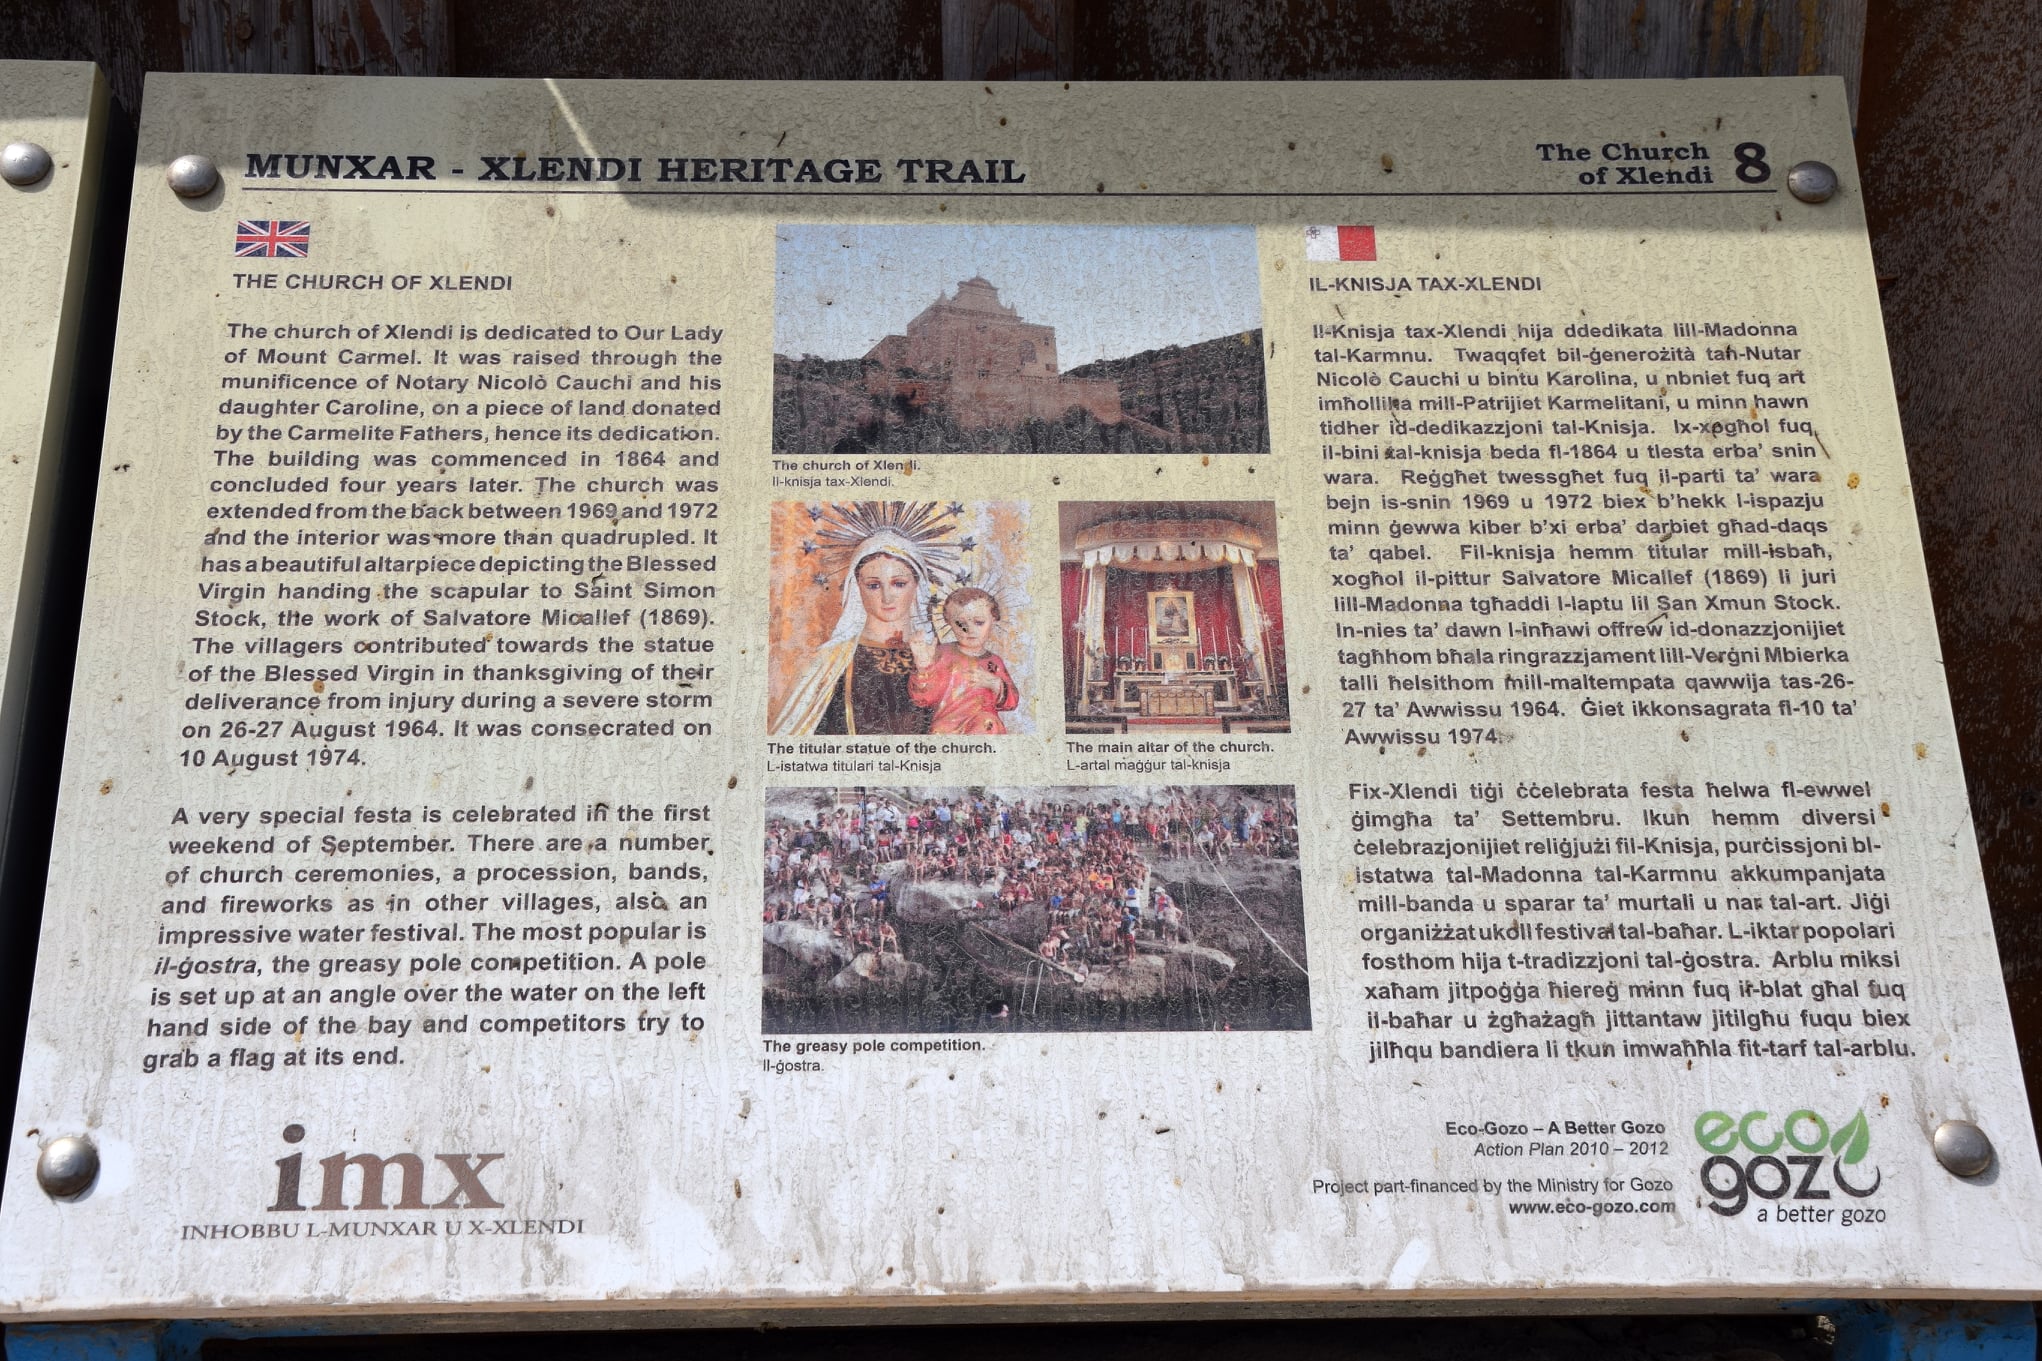 MUNXAR - XLENDI HERITAGE TRAIL
The Church
of Xlendi
8
THE CHURCH OF XLENDI
The church of Xlendi is dedicated to Our Lady
of Mount Carmel. It was raised through the
munificence of Notary Nicolò Cauchi and his
daughter Caroline, on a piece of land donated
by the Carmelite Fathers, hence its dedication.
The building was commenced in 1864 and
concluded four years later. The church was
extended from the back between 1969 and 1972
and the interior was more than quadrupled. It
has a beautiful altarpiece depicting the Blessed
Virgin handing the scapular to Saint Simon
Stock, the work of Salvatore Micallef (1869).
The villagers contributed towards the statue
of the Blessed Virgin in thanksgiving of their
deliverance from injury during a severe storm
on 26-27 August 1964. It was consecrated on
10 August 1974.
A very special festa is celebrated in the first
weekend of September. There are a number
of church ceremonies, a procession, bands,
and fireworks as in other villages, also an
impressive water festival. The most popular is
il-ġostra, the greasy pole competition. A pole
is set up at an angle over the water on the left
hand side of the bay and competitors try to
grab a flag at its end.
The church of Xlendi.
Il-knisja tax-Xlendi.
The titular statue of the church.
L-istatwa titulari tal-Knisja
The main altar of the church.
L-artal maġġur tal-knisja
The greasy pole competition.
Il-ġostra.
IL-KNISJA TAX-XLENDI
Il-Knisja tax-Xlendi hija ddedikata lill-Madonna
tal-Karmnu. Twaqqfet bil-ġenerożità tan-Nutar
Nicolò Cauchi u bintu Karolina, u nbniet fuq art
imħollija mill-Patrijiet Karmelitani, u minn hawn
tidher id-dedikazzjoni tal-Knisja. Ix-xogħol fuq
il-bini tal-knisja beda fl-1864 u tlesta erba' snin
wara. Reġgħet twessgħet fuq il-parti ta' wara
bejn is-snin 1969 u 1972 biex b'hekk l-ispazju
minn ġewwa kiber b'xi erba' darbiet għad-daqs
ta' qabel. Fil-knisja hemm titular mill-isbaħ,
xogħol il-pittur Salvatore Micallef (1869) li juri
lill-Madonna tgħaddi l-laptu lil San Xmun Stock.
In-nies ta' dawn l-inħawi offrew id-donazzjonijiet
tagħhom bħala ringrazzjament lill-Verġni Mbierka
talli ħelsithom mill-maltempata qawwija tas-26-
27 ta' Awwissu 1964. Ġiet ikkonsagrata fl-10 ta'
Awwissu 1974.
Fix-Xlendi tiġi ċċelebrata festa ħelwa fl-ewwel
ġimgħa ta' Settembru. Ikun hemm diversi
ċelebrazjonijiet reliġjużi fil-Knisja, purċissjoni bl-
istatwa tal-Madonna tal-Karmnu akkumpanjata
mill-banda u sparar ta' murtali u nar tal-art. Jiġi
organiżżat ukoll festival tal-baħar. L-iktar popolari
fosthom hija t-tradizzjoni tal-ġostra. Arblu miksi
xaħam jitpoġġa ħiereġ minn fuq il-blat għal fuq
il-baħar u żgħażagħ jittantaw jitilgħu fuqu biex
jilħqu bandiera li tkun imwaħħla fit-tarf tal-arblu.
imx
INHOBBU L-MUNXAR U X-XLENDI
Eco-Gozo – A Better Gozo
Action Plan 2010 – 2012
Project part-financed by the Ministry for Gozo
www.eco-gozo.com
eco
gozo
a better gozo